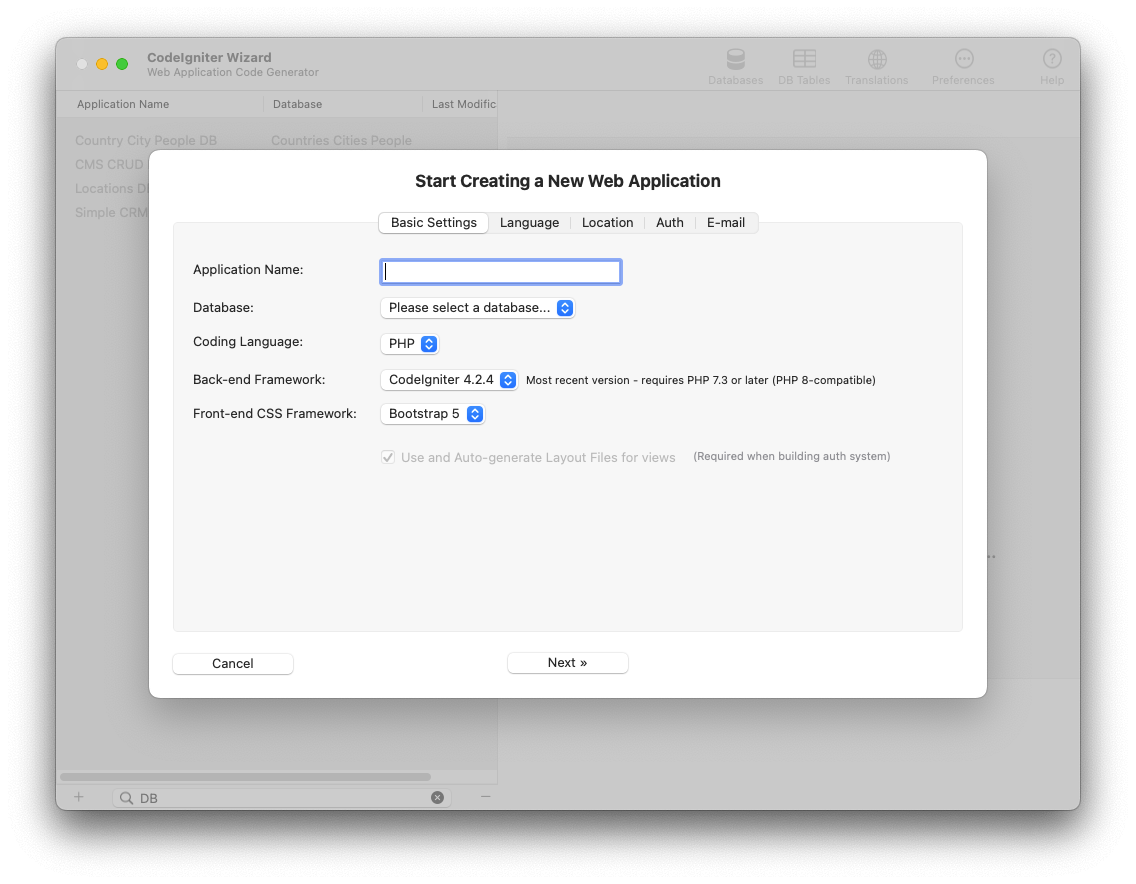 CodeIgniter Wizard
Web Application Code Generator
Databases DB Tables Translations Preferences Help
Application Name Database Last Modific
Country City People DB Countries Cities People
CMS CRUD
Locations D
Simple CRM
Start Creating a New Web Application
Basic Settings Language Location Auth E-mail
Application Name:
Database: Please select a database...
Coding Language: PHP
Back-end Framework: CodeIgniter 4.2.4 Most recent version - requires PHP 7.3 or later (PHP 8-compatible)
Front-end CSS Framework: Bootstrap 5
Use and Auto-generate Layout Files for views (Required when building auth system)
Cancel Next »
DB